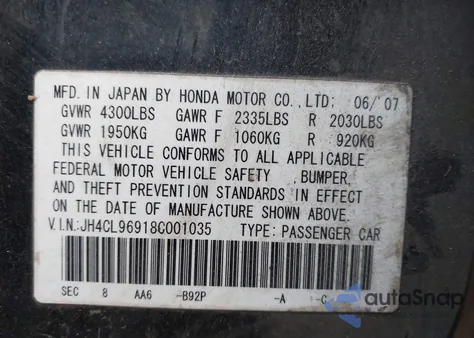 MFD. IN JAPAN BY HONDA MOTOR CO.,LTD; 06/'07
GVWR 4300LBS GAWR F 2335LBS R 2030LBS
GVWR 1950KG GAWR F 1060KG R 920KG
THIS VEHICLE CONFORMS TO ALL APPLICABLE
FEDERAL MOTOR VEHICLE SAFETY ,BUMPER,
AND THEFT PREVENTION STANDARDS IN EFFECT
ON THE DATE OF MANUFACTURE SHOWN ABOVE.
V.I.N:JH4CL96918C001035 TYPE: PASSENGER CAR
SEC 8 AA6 -B92P -A -C
autoSnap